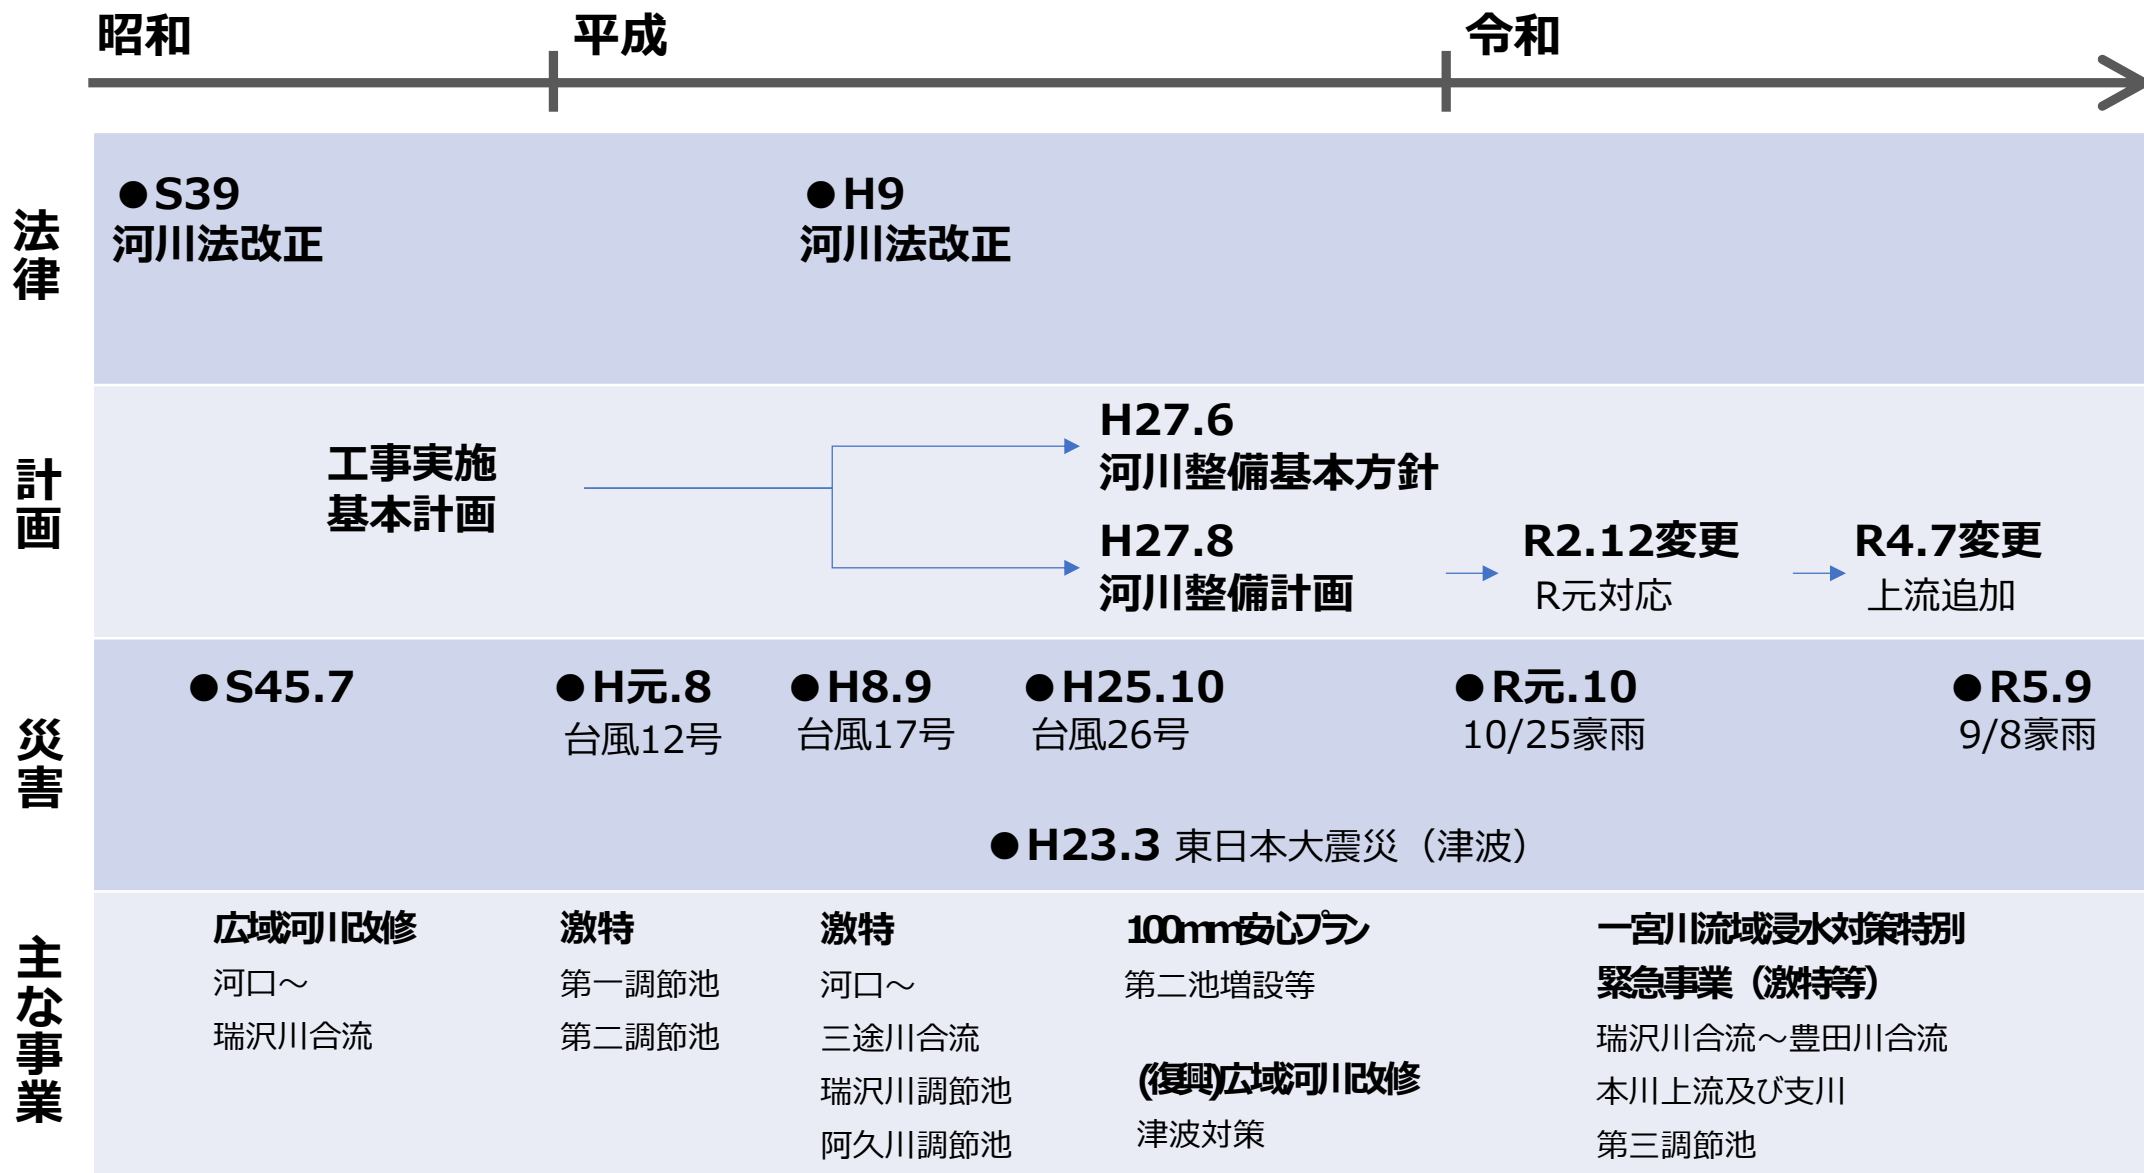 昭和
平成
令和
法律
●S39
河川法改正
●H9
河川法改正
計画
工事実施
基本計画
H27.6
河川整備基本方針
H27.8
河川整備計画
R2.12変更
R元対応
R4.7変更
上流追加
災害
●S45.7
●H元.8
台風12号
●H8.9
台風17号
●H25.10
台風26号
●R元.10
10/25豪雨
●R5.9
9/8豪雨
●H23.3 東日本大震災（津波）
主な事業
広域河川改修
河口～
瑞沢川合流
激特
第一調節池
第二調節池
激特
河口～
三途川合流
瑞沢川調節池
阿久川調節池
100mm安心プラン
第二池増設等
(復興)広域河川改修
津波対策
一宮川流域浸水対策特別
緊急事業（激特等）
瑞沢川合流～豊田川合流
本川上流及び支川
第三調節池